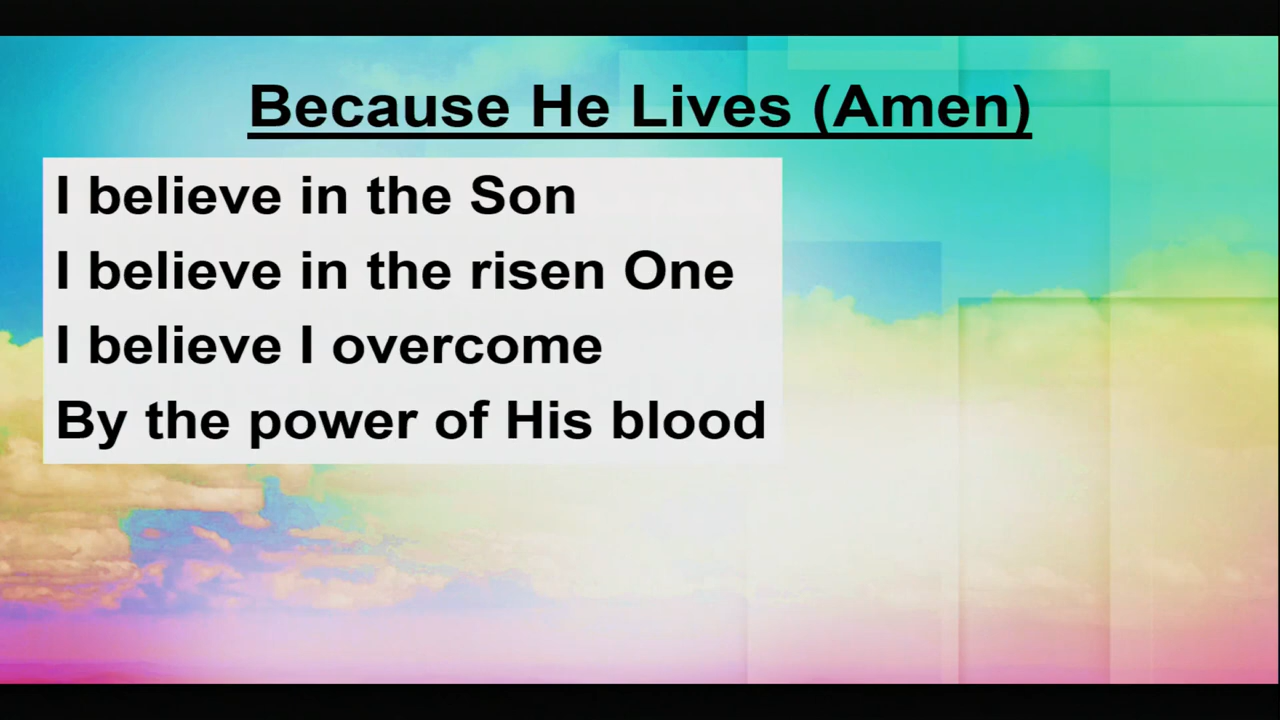 Because He Lives (Amen)
I believe in the Son
I believe in the risen One
I believe I overcome
By the power of His blood